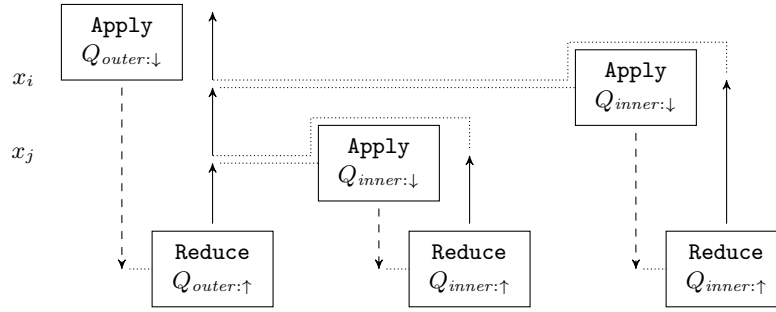 Apply
Q_{outer:↓}
x_i
Apply
Q_{inner:↓}
x_j
Apply
Q_{inner:↓}
Reduce
Q_{outer:↑}
Reduce
Q_{inner:↑}
Reduce
Q_{inner:↑}